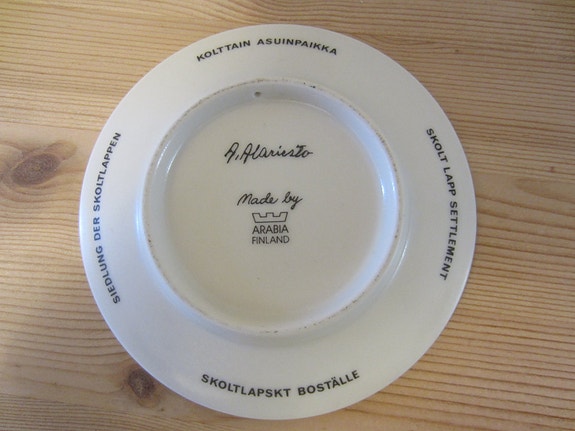 KOLTTAIN ASUINPAIKKA
SKOLT LAPP SETTLEMENT
SKOLTLAPSKT BOSTÄLLE
SIEDLUNG DER SKOLTLAPPEN
A. Alariesto
Made by
ARABIA
FINLAND